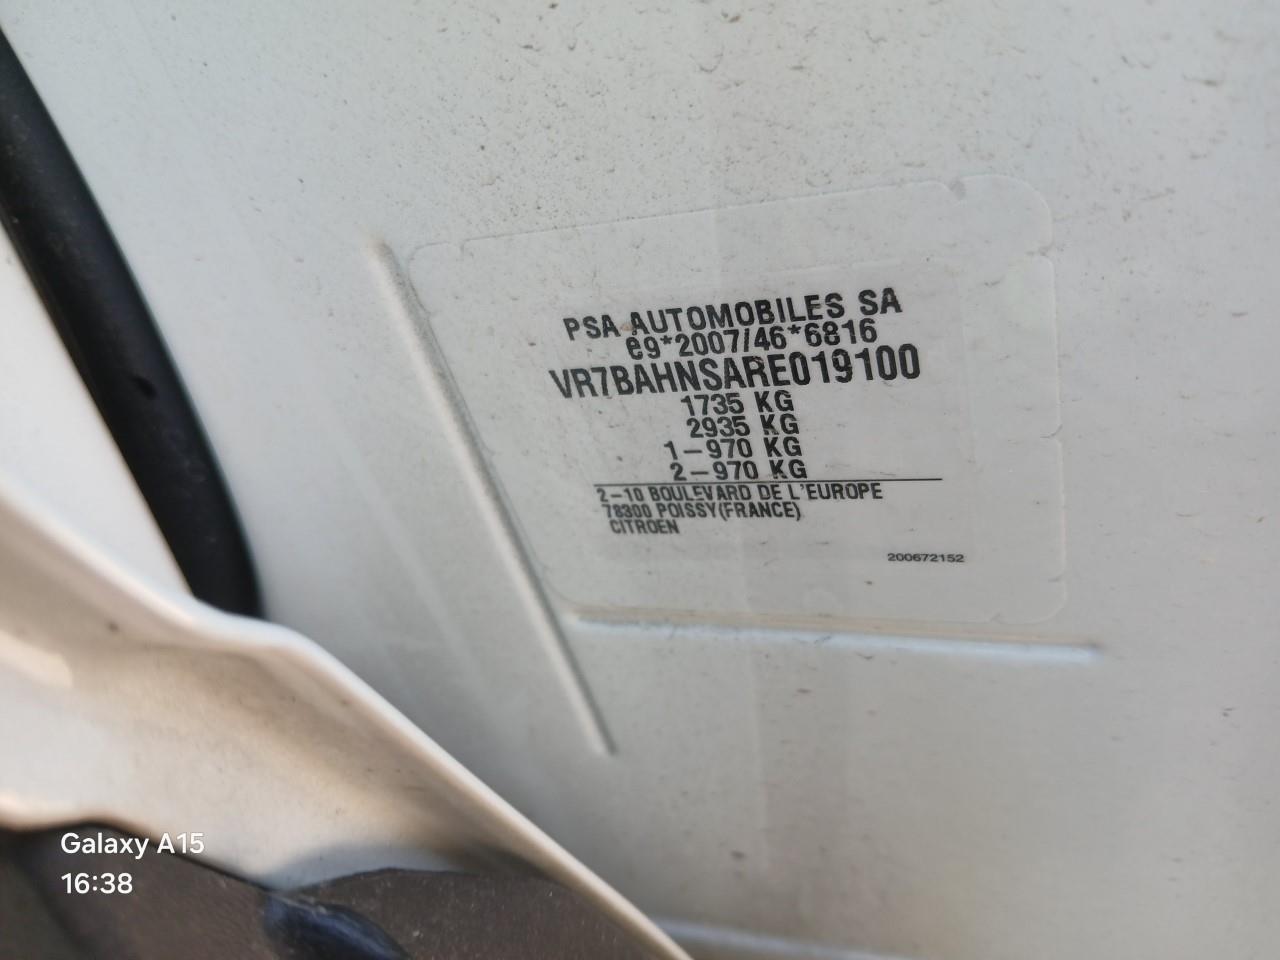 PSA AUTOMOBILES SA
e9*2007/46*6816
VR7BAHNSARE019100
1735 KG
2935 KG
1-970 KG
2-970 KG
2-10 BOULEVARD DE L'EUROPE
78300 POISSY(FRANCE)
CITROEN
200672152
Galaxy A15
16:38